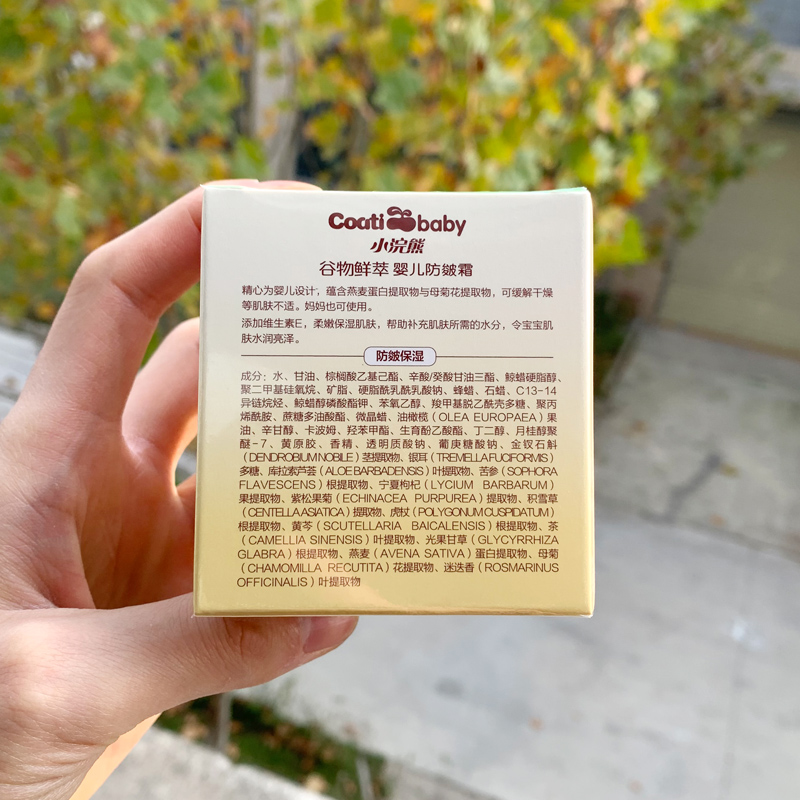 Coati baby
小浣熊
谷物鲜萃 婴儿防皴霜
精心为婴儿设计，蕴含燕麦蛋白提取物与母菊花提取物，可缓解干燥
等肌肤不适。妈妈也可使用。
添加维生素E，柔嫩保湿肌肤，帮助补充肌肤所需的水分，令宝宝肌
肤水润亮泽。
防皴保湿
成分：水、甘油、棕榈酸乙基己酯、辛酸/癸酸甘油三酯、鲸蜡硬脂醇、
聚二甲基硅氧烷、矿脂、硬脂酰乳酰乳酸钠、蜂蜡、石蜡、C13-14
异链烷烃、鲸蜡醇磷酸酯钾、苯氧乙醇、羧甲基脱乙酰壳多糖、聚丙
烯酰胺、蔗糖多油酸酯、微晶蜡、油橄榄（OLEA EUROPAEA）果
油、辛甘醇、卡波姆、羟苯甲酯、生育酚乙酸酯、丁二醇、月桂醇聚
醚-7、黄原胶、香精、透明质酸钠、葡庚糖酸钠、金钗石斛
（DENDROBIUM NOBILE）茎提取物、银耳（TREMELLA FUCIFORMIS）
多糖、库拉索芦荟（ALOE BARBADENSIS）叶提取物、苦参（SOPHORA
FLAVESCENS）根提取物、宁夏枸杞（LYCIUM BARBARUM）
果提取物、紫松果菊（ECHINACEA PURPUREA）提取物、积雪草
（CENTELLA ASIATICA）提取物、虎杖（POLYGONUM CUSPIDATUM）
根提取物、黄芩（SCUTELLARIA BAICALENSIS）根提取物、茶
（CAMELLIA SINENSIS）叶提取物、光果甘草（GLYCYRRHIZA
GLABRA）根提取物、燕麦（AVENA SATIVA）蛋白提取物、母菊
（CHAMOMILLA RECUTITA）花提取物、迷迭香（ROSMARINUS
OFFICINALIS）叶提取物